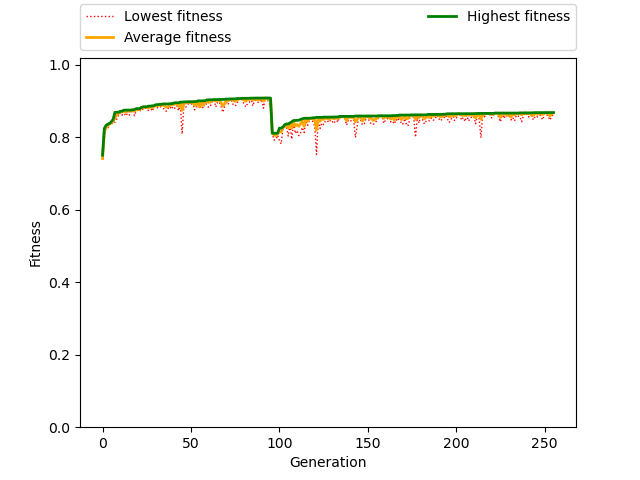 Lowest fitness
Average fitness
Highest fitness
1.0
0.8
0.6
0.4
0.2
0.0
Fitness
0 50 100 150 200 250
Generation